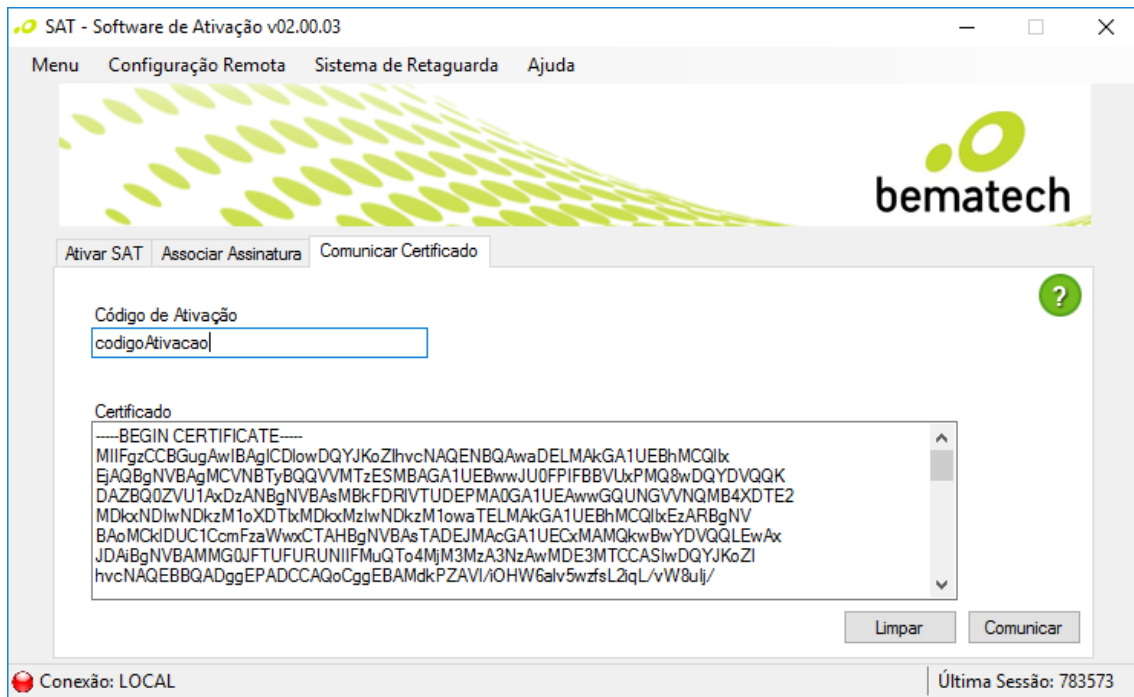 SAT - Software de Ativação v02.00.03
Menu Configuração Remota Sistema de Retaguarda Ajuda
bematech
Ativar SAT Associar Assinatura Comunicar Certificado
?
Código de Ativação
codigoAtivacao
Certificado
-----BEGIN CERTIFICATE-----
MIIFgzCCBGugAwIBAgICDlowDQYJKoZIhvcNAQENBQAwaDELMAkGA1UEBhMCQlIx
EjAQBgNVBAgMCVNBTyBQQVVMTzESMBAGA1UEBwwJU0FPIFBBVUxPMQ8wDQYDVQQK
DAZBQ0ZVU1AxDzANBgNVBAsMBkFDRlVTUDEPMA0GA1UEAwwGQUNGVVNQMB4XDTE2
MDkxNDIwNDkzM1oXDTIxMDkxMzIwNDkzM1owaTELMAkGA1UEBhMCQlIxEzARBgNV
BAoMCklDUC1CcmFzaWwxCTAHBgNVBAsTADEJMAcGA1UECxMAMQkwBwYDVQQLEwAx
JDAiBgNVBAMMG0JFTUFURUNIIFMuQTo4MjM3MzA3NzAwMDE3MTCCASIwDQYJKoZI
hvcNAQEBBQADggEPADCCAQoCggEBAMdkPZAVI/iOHW6alv5wzfsL2iqL/vW8ulj/
Limpar Comunicar
Conexão: LOCAL Última Sessão: 783573